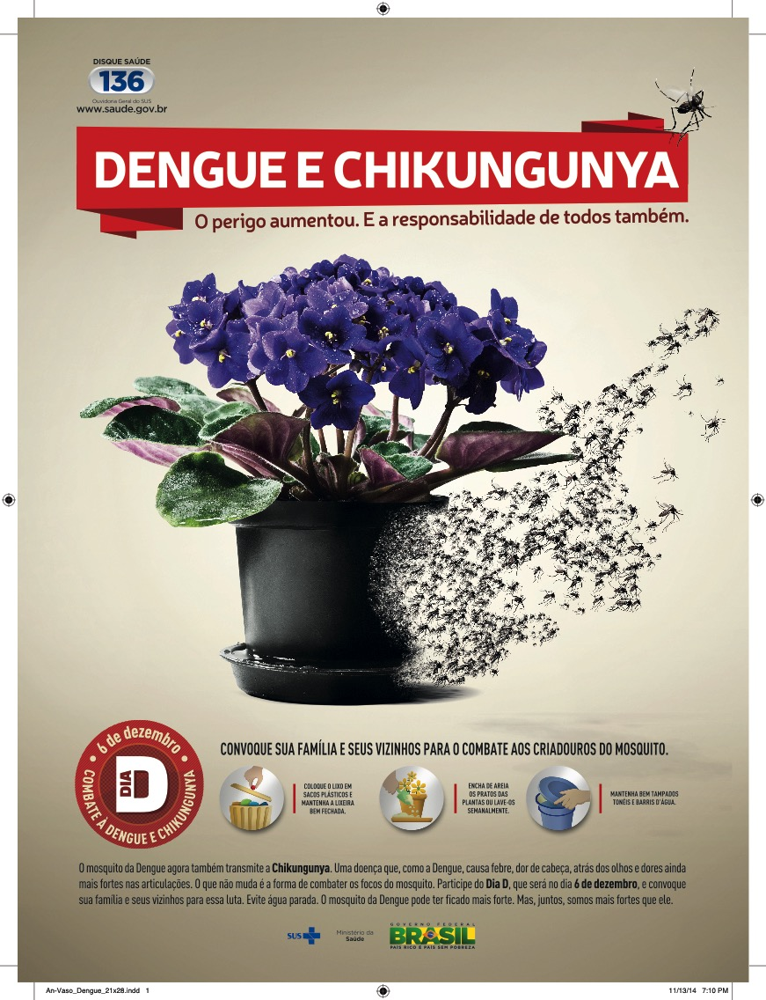 DISQUE SAÚDE
136
Ouvidoria Geral do SUS
www.saude.gov.br
DENGUE E CHIKUNGUNYA
O perigo aumentou. E a responsabilidade de todos também.
• 6 de dezembro •
DIA D
COMBATE À DENGUE E CHIKUNGUNYA
CONVOQUE SUA FAMÍLIA E SEUS VIZINHOS PARA O COMBATE AOS CRIADOUROS DO MOSQUITO.
COLOQUE O LIXO EM
SACOS PLÁSTICOS E
MANTENHA A LIXEIRA
BEM FECHADA.
ENCHA DE AREIA
OS PRATOS DAS
PLANTAS OU LAVE-OS
SEMANALMENTE.
MANTENHA BEM TAMPADOS
TONÉIS E BARRIS D'ÁGUA.
O mosquito da Dengue agora também transmite a Chikungunya. Uma doença que, como a Dengue, causa febre, dor de cabeça, atrás dos olhos e dores ainda
mais fortes nas articulações. O que não muda é a forma de combater os focos do mosquito. Participe do Dia D, que será no dia 6 de dezembro, e convoque
sua família e seus vizinhos para essa luta. Evite água parada. O mosquito da Dengue pode ter ficado mais forte. Mas, juntos, somos mais fortes que ele.
SUS
Ministério da
Saúde
GOVERNO FEDERAL
BRASIL
PAÍS RICO É PAÍS SEM POBREZA
An-Vaso_Dengue_21x28.indd 1
11/13/14 7:10 PM